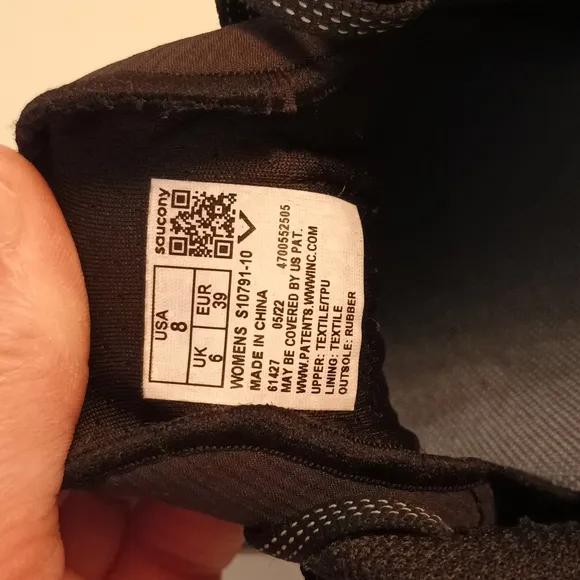 saucony
USA
8
EUR
39
UK
6
WOMENS S10791-10
MADE IN CHINA
61427 05/22 4700552505
MAY BE COVERED BY US PAT.
WWW.PATENTS.WWWINC.COM
UPPER: TEXTILE/TPU
LINING: TEXTILE
OUTSOLE: RUBBER